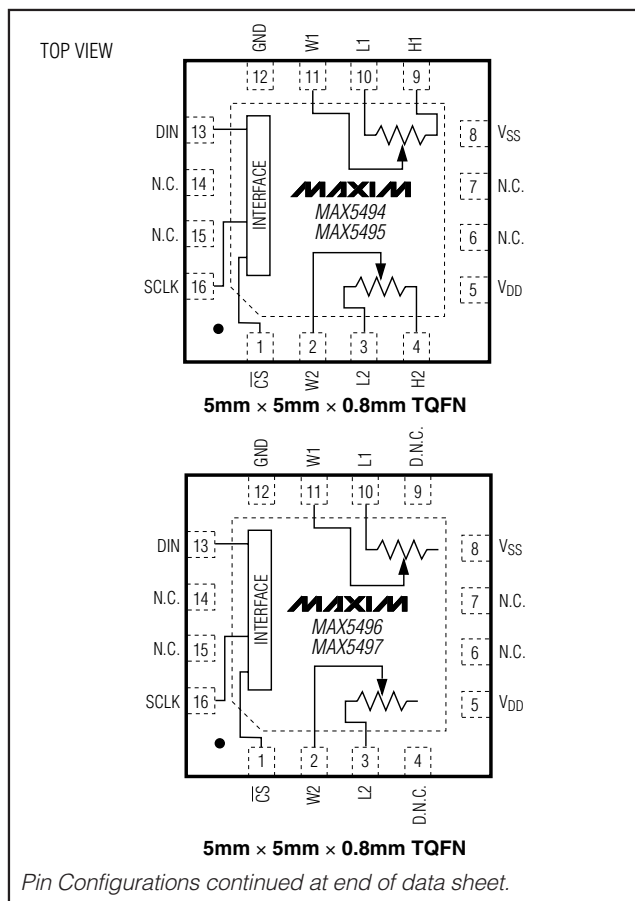 TOP VIEW
GND W1 L1 H1
12 11 10 9
DIN 13
N.C. 14
N.C. 15
SCLK 16
INTERFACE
MAXIM
MAX5494
MAX5495
8 VSS
7 N.C.
6 N.C.
5 VDD
1 2 3 4
CS W2 L2 H2
5mm × 5mm × 0.8mm TQFN
GND W1 L1 D.N.C.
12 11 10 9
DIN 13
N.C. 14
N.C. 15
SCLK 16
INTERFACE
MAXIM
MAX5496
MAX5497
8 VSS
7 N.C.
6 N.C.
5 VDD
1 2 3 4
CS W2 L2 D.N.C.
5mm × 5mm × 0.8mm TQFN
Pin Configurations continued at end of data sheet.